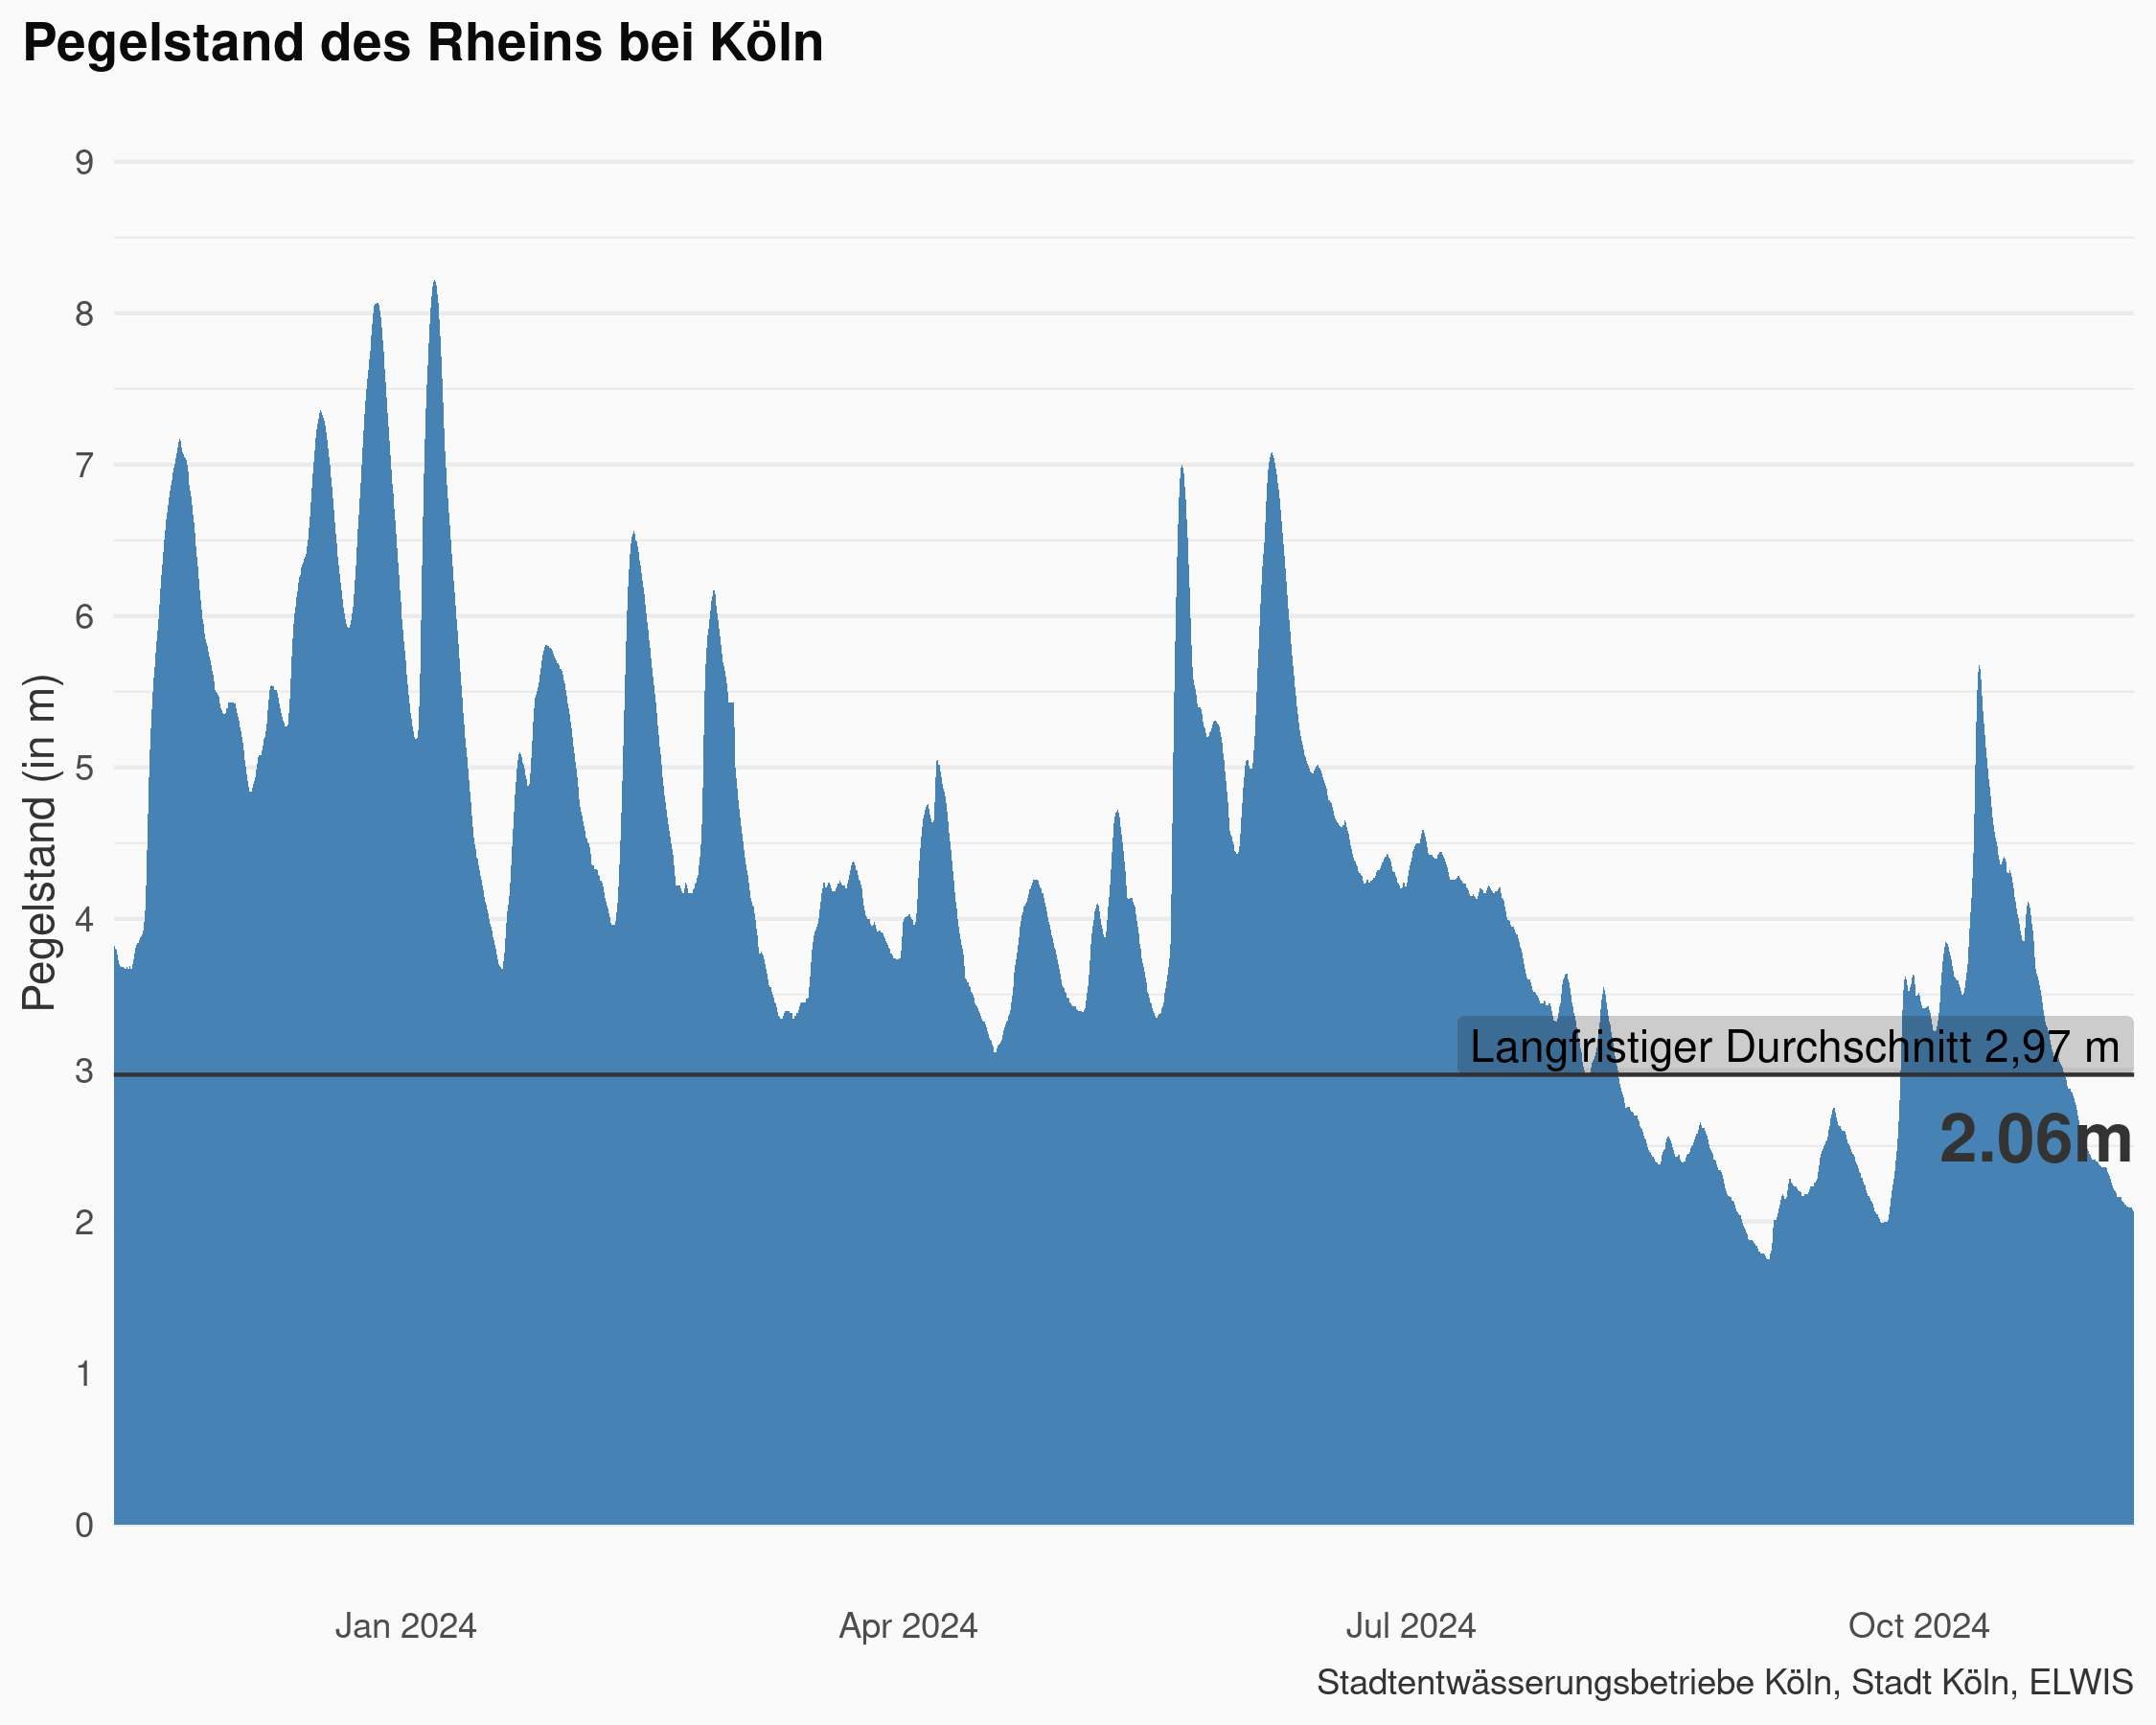 Pegelstand des Rheins bei Köln
9
8
7
6
5
4
3
2
1
0
Pegelstand (in m)
Langfristiger Durchschnitt 2,97 m
2.06m
Jan 2024
Apr 2024
Jul 2024
Oct 2024
Stadtentwässerungsbetriebe Köln, Stadt Köln, ELWIS